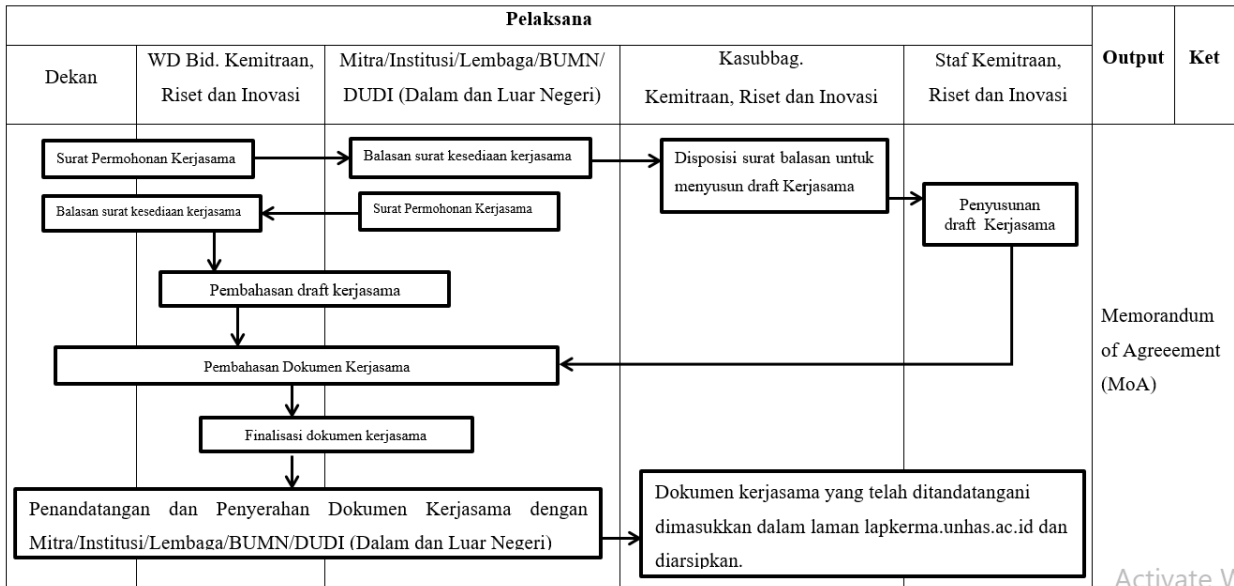 Pelaksana
Dekan
WD Bid. Kemitraan,
Riset dan Inovasi
Mitra/Institusi/Lembaga/BUMN/
DUDI (Dalam dan Luar Negeri)
Kasubbag.
Kemitraan, Riset dan Inovasi
Staf Kemitraan,
Riset dan Inovasi
Output
Ket
Surat Permohonan Kerjasama
Balasan surat kesediaan kerjasama
Disposisi surat balasan untuk
menyusun draft Kerjasama
Balasan surat kesediaan kerjasama
Surat Permohonan Kerjasama
Penyusunan
draft Kerjasama
Pembahasan draft kerjasama
Pembahasan Dokumen Kerjasama
Finalisasi dokumen kerjasama
Penandatangan dan Penyerahan Dokumen Kerjasama dengan
Mitra/Institusi/Lembaga/BUMN/DUDI (Dalam dan Luar Negeri)
Dokumen kerjasama yang telah ditandatangani
dimasukkan dalam laman lapkerma.unhas.ac.id dan
diarsipkan.
Memorandum
of Agreeement
(MoA)
Activate W